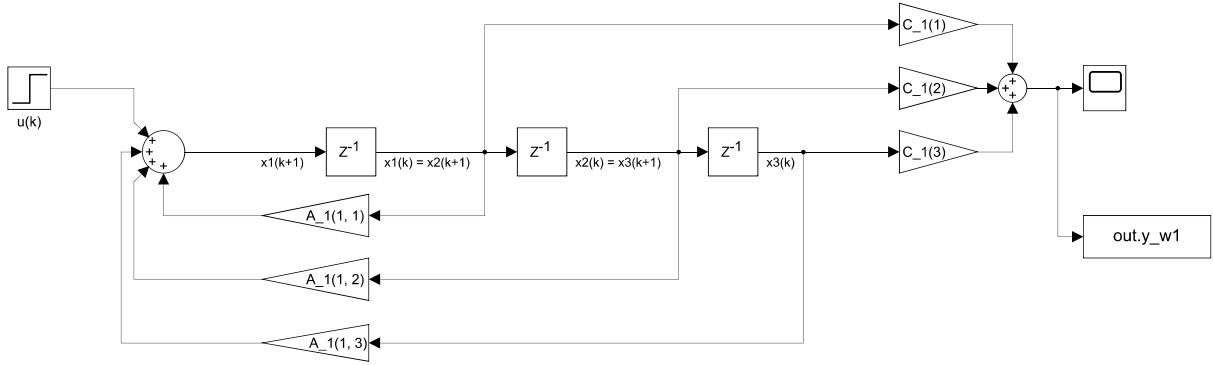 C_1(1)
C_1(2)
u(k)
x1(k+1)
Z-1
x1(k) = x2(k+1)
Z-1
x2(k) = x3(k+1)
Z-1
x3(k)
C_1(3)
A_1(1, 1)
out.y_w1
A_1(1, 2)
A_1(1, 3)